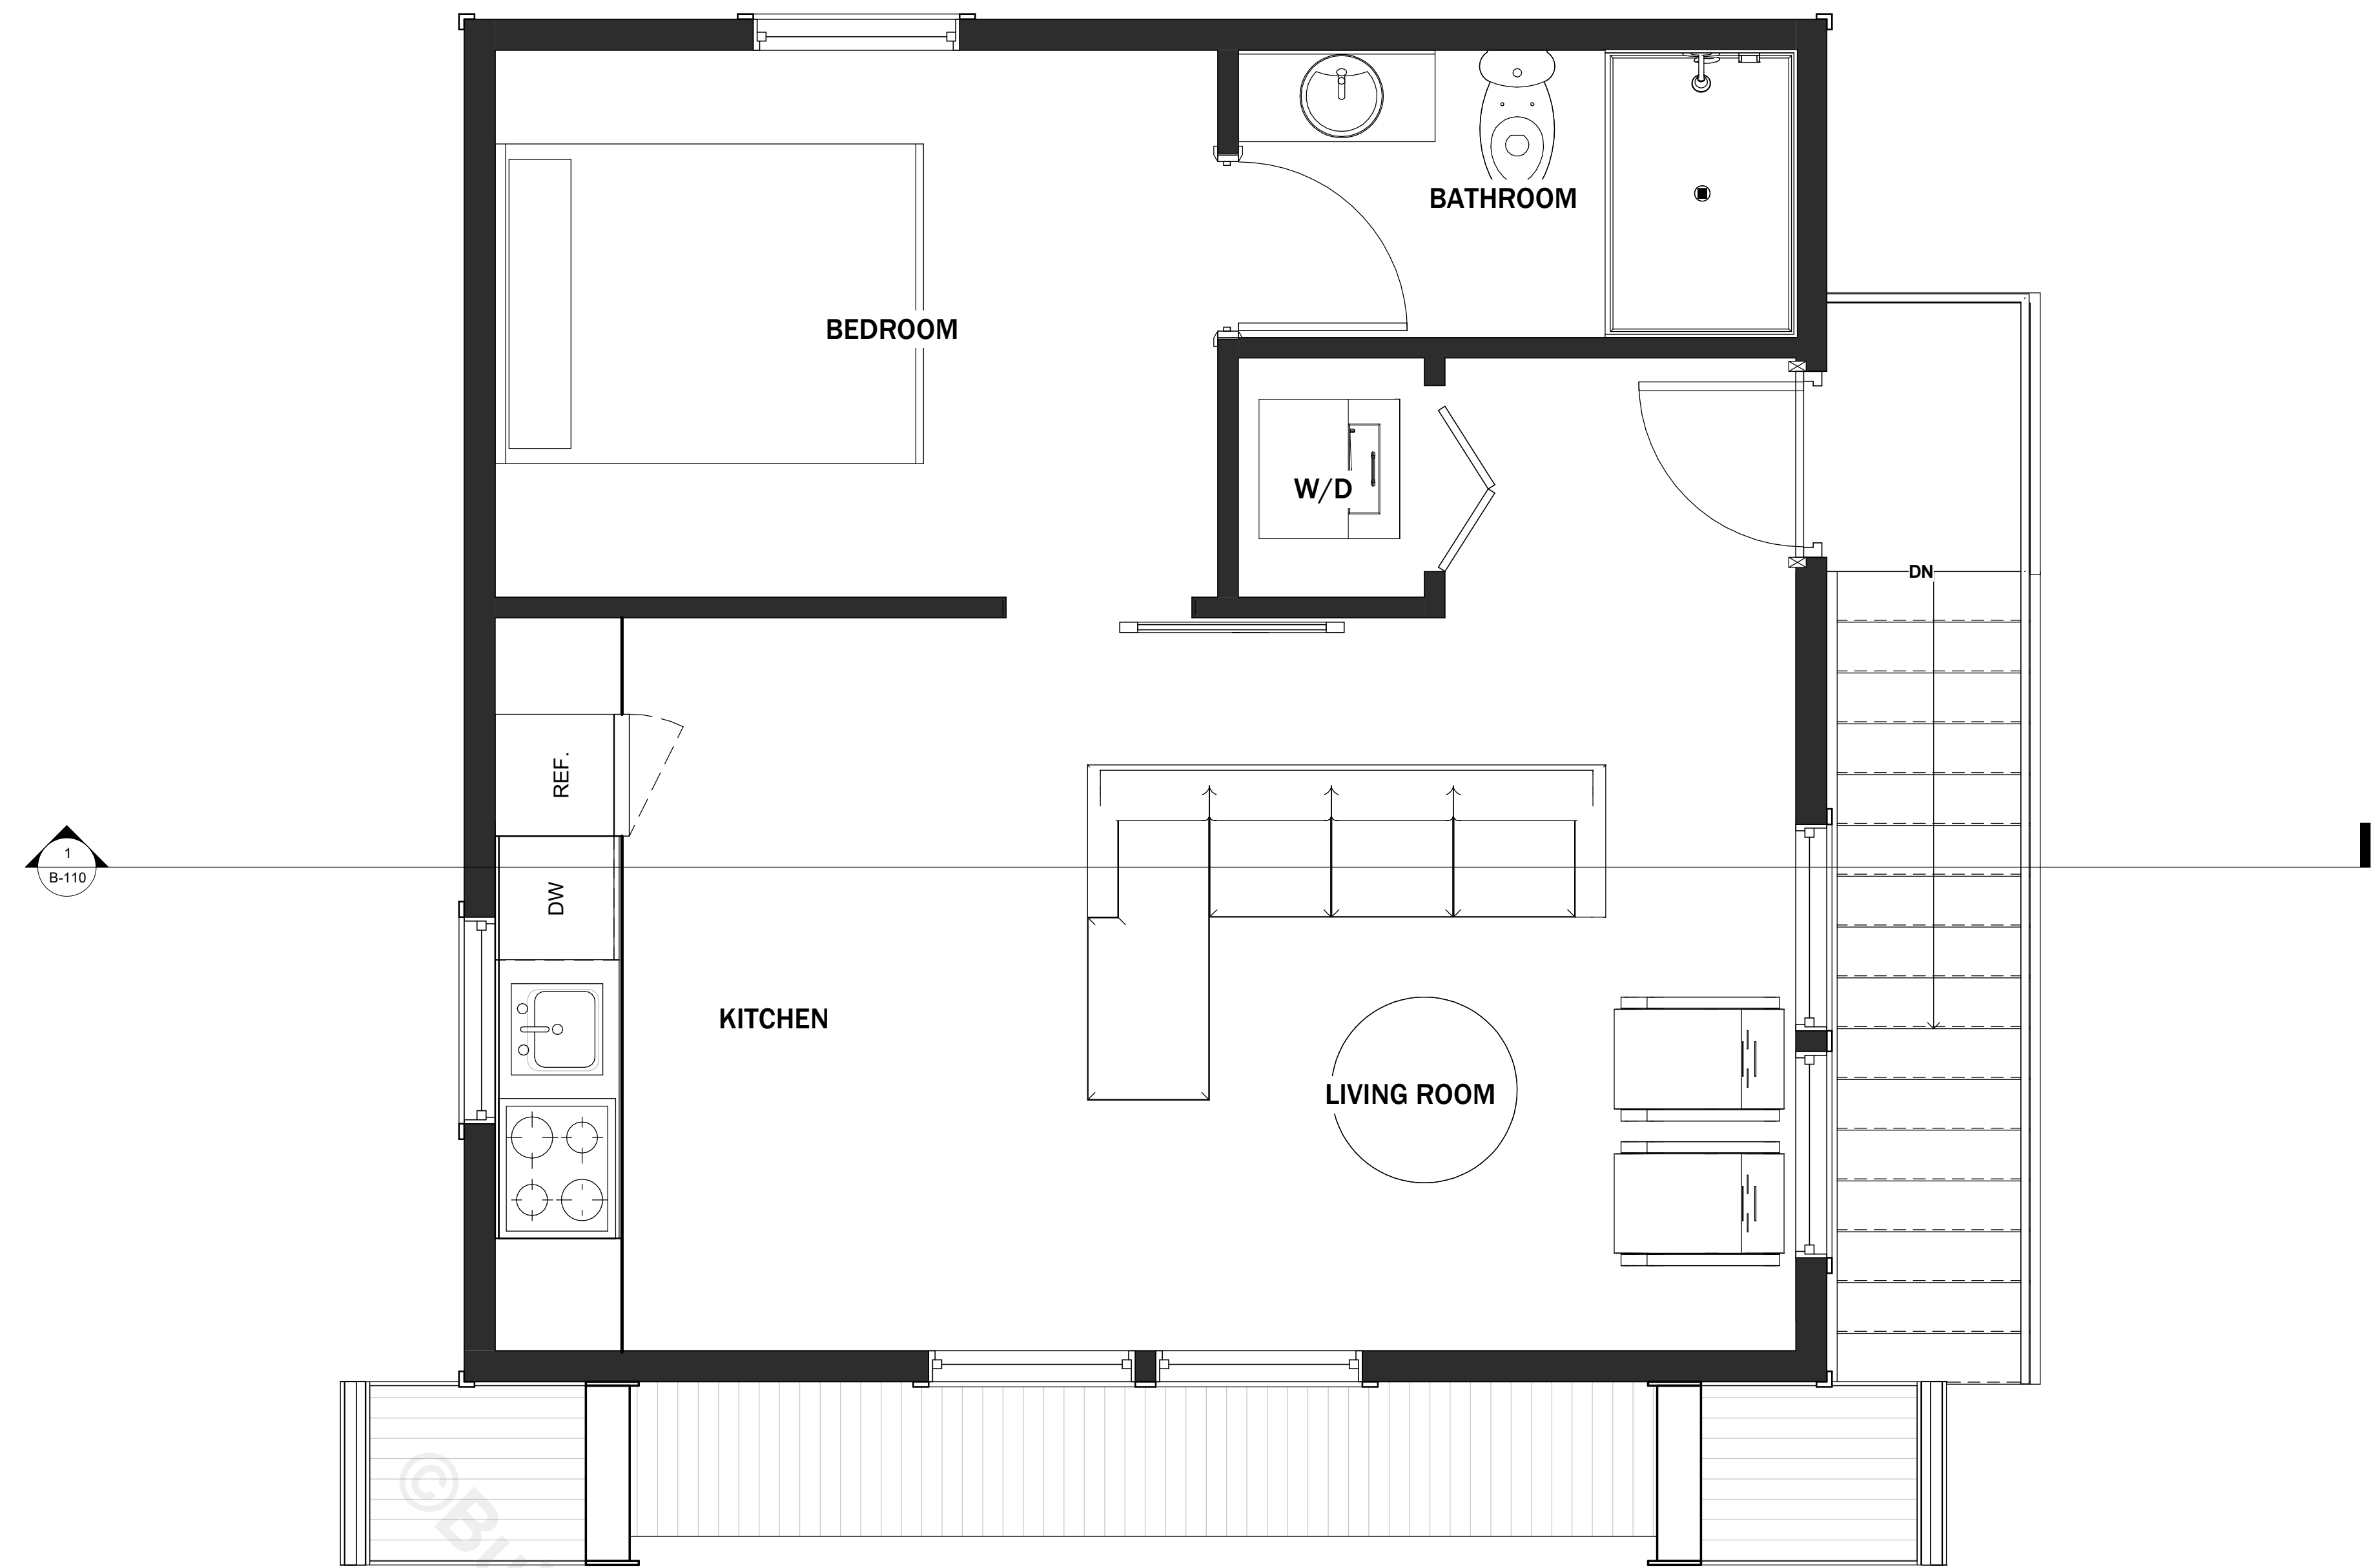 BATHROOM
BEDROOM
W/D
DN
REF.
1
B-110
DW
KITCHEN
LIVING ROOM